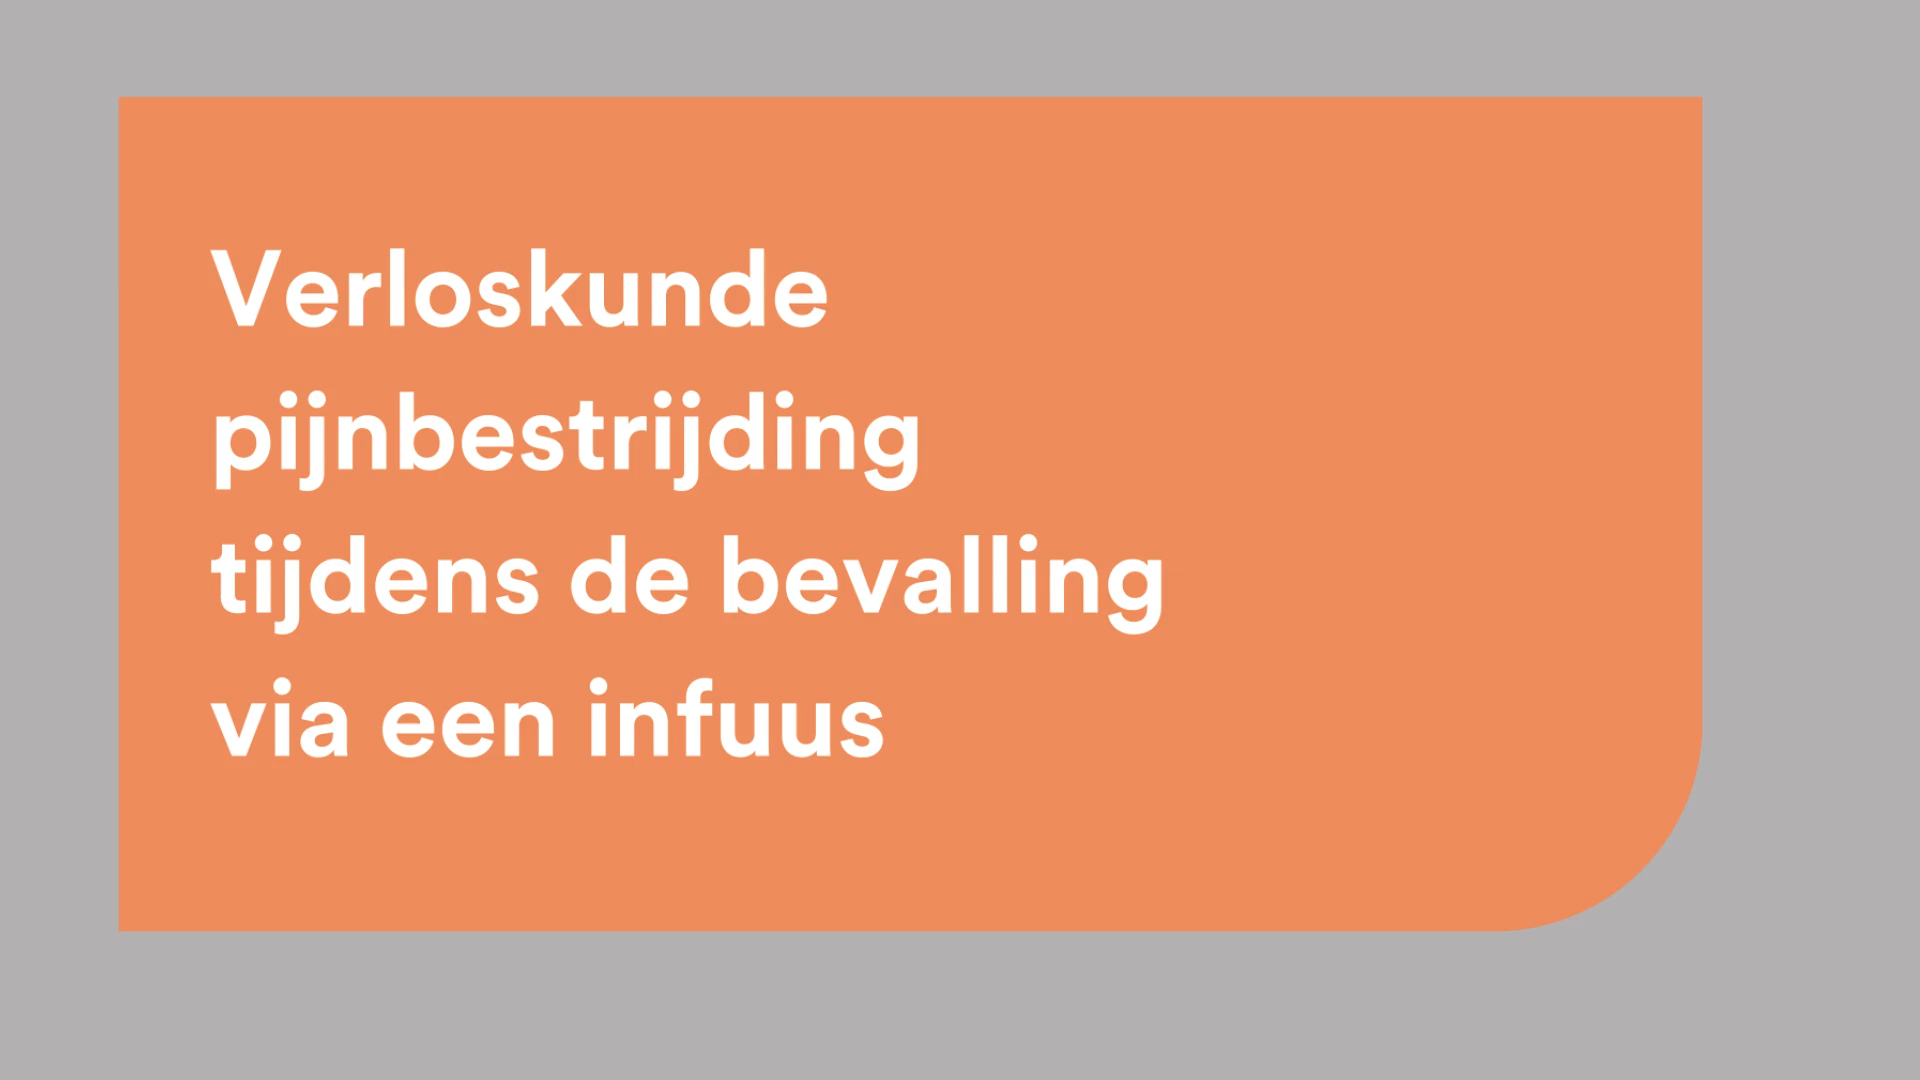 Verloskunde
pijnbestrijding
tijdens de bevalling
via een infuus